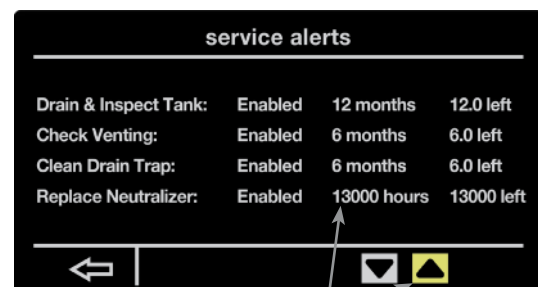 service alerts
Drain & Inspect Tank: Enabled 12 months 12.0 left
Check Venting: Enabled 6 months 6.0 left
Clean Drain Trap: Enabled 6 months 6.0 left
Replace Neutralizer: Enabled 13000 hours 13000 left